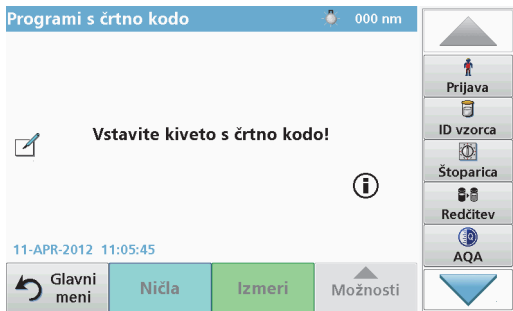 Programi s črtno kodo
000 nm
Vstavite kiveto s črtno kodo!
11-APR-2012 11:05:45
Glavni
meni
Ničla
Izmeri
Možnosti
Prijava
ID vzorca
Štoparica
Redčitev
AQA